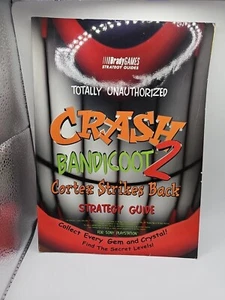 BradyGAMES
STRATEGY GUIDES
TOTALLY UNAUTHORIZED
CRASH
BANDICOOT 2
Cortex Strikes Back
STRATEGY GUIDE
FOR SONY PLAYSTATION
Collect Every Gem and Crystal!
Find The Secret Levels!